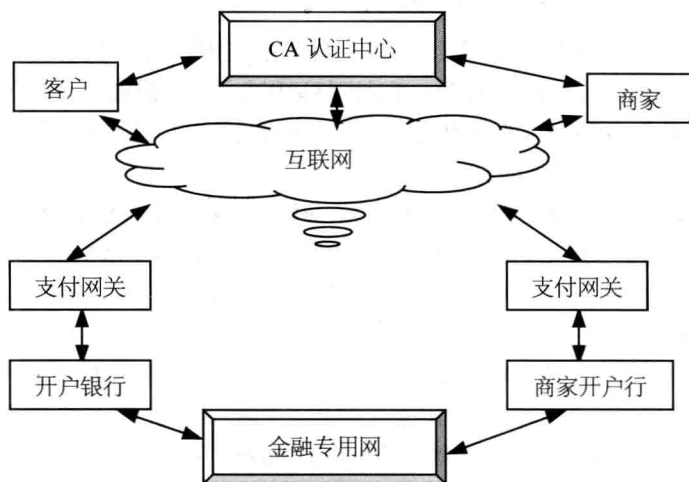 CA 认证中心
客户
商家
互联网
支付网关
支付网关
开户银行
商家开户行
金融专用网